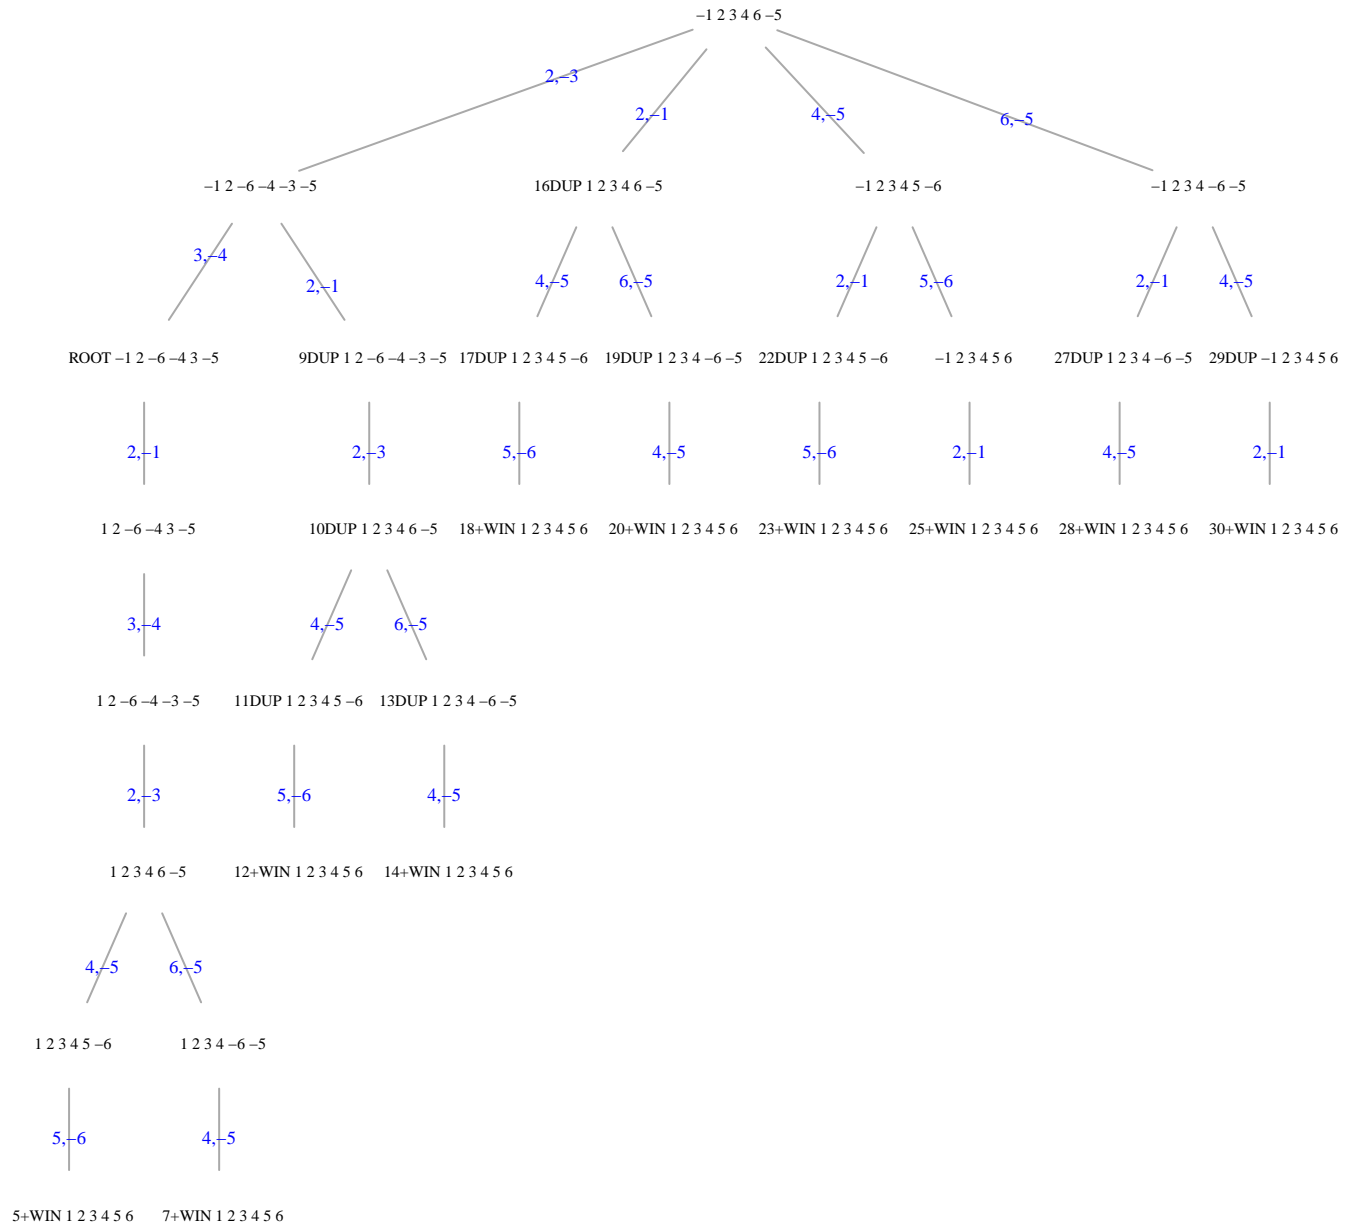 –1 2 3 4 6 –5
2,–3
2,–1
4,–5
6,–5
–1 2 –6 –4 –3 –5
16DUP 1 2 3 4 6 –5
–1 2 3 4 5 –6
–1 2 3 4 –6 –5
3,–4
2,–1
4,–5
6,–5
2,–1
5,–6
2,–1
4,–5
ROOT –1 2 –6 –4 3 –5
9DUP 1 2 –6 –4 –3 –5
17DUP 1 2 3 4 5 –6
19DUP 1 2 3 4 –6 –5
22DUP 1 2 3 4 5 –6
–1 2 3 4 5 6
27DUP 1 2 3 4 –6 –5
29DUP –1 2 3 4 5 6
2,–1
2,–3
5,–6
4,–5
5,–6
2,–1
4,–5
2,–1
1 2 –6 –4 3 –5
10DUP 1 2 3 4 6 –5
18+WIN 1 2 3 4 5 6
20+WIN 1 2 3 4 5 6
23+WIN 1 2 3 4 5 6
25+WIN 1 2 3 4 5 6
28+WIN 1 2 3 4 5 6
30+WIN 1 2 3 4 5 6
3,–4
4,–5
6,–5
1 2 –6 –4 –3 –5
11DUP 1 2 3 4 5 –6
13DUP 1 2 3 4 –6 –5
2,–3
5,–6
4,–5
1 2 3 4 6 –5
12+WIN 1 2 3 4 5 6
14+WIN 1 2 3 4 5 6
4,–5
6,–5
1 2 3 4 5 –6
1 2 3 4 –6 –5
5,–6
4,–5
5+WIN 1 2 3 4 5 6
7+WIN 1 2 3 4 5 6